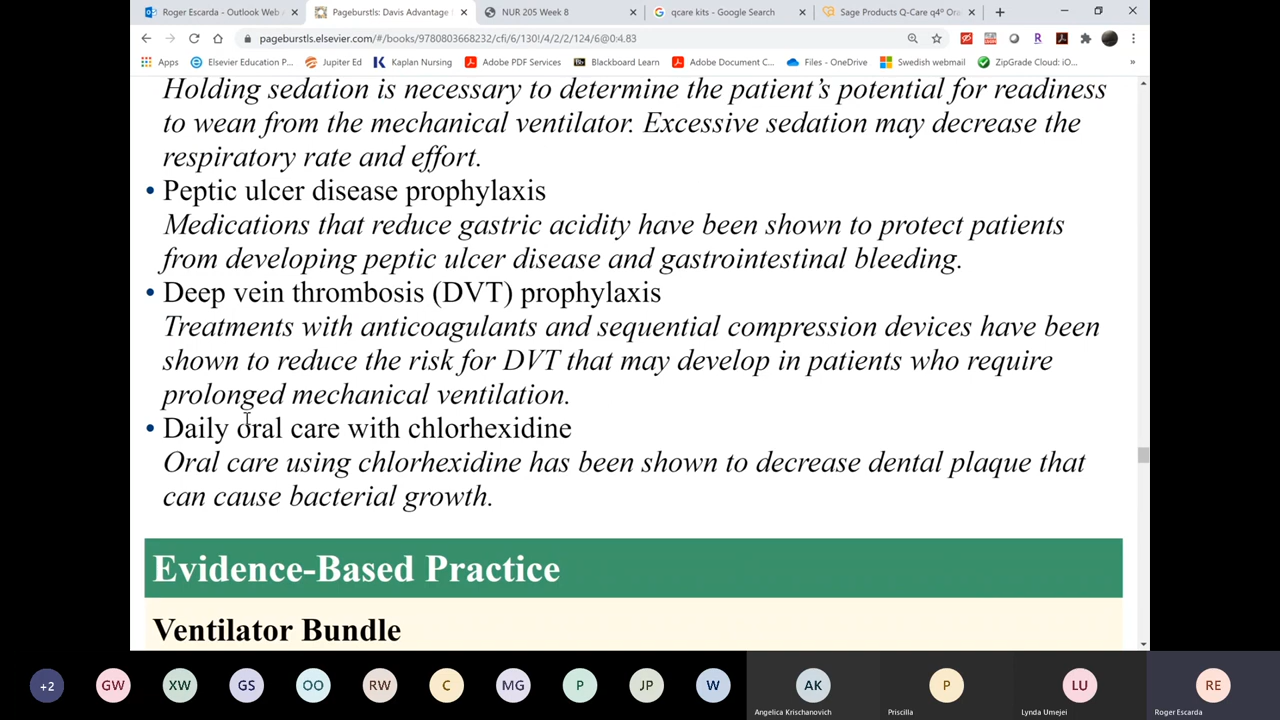 Roger Escarda - Outlook Web A
Pageburstls: Davis Advantage f
NUR 205 Week 8
qcare kits - Google Search
Sage Products Q-Care q4° Ora
pageburstls.elsevier.com/#/books/9780803668232/cfi/6/130!/4/2/2/124/6@0:4.83
Apps
Elsevier Education P...
Jupiter Ed
Kaplan Nursing
Adobe PDF Services
Blackboard Learn
Adobe Document C...
Files - OneDrive
Swedish webmail
ZipGrade Cloud: iO...
Holding sedation is necessary to determine the patient's potential for readiness
to wean from the mechanical ventilator. Excessive sedation may decrease the
respiratory rate and effort.
• Peptic ulcer disease prophylaxis
Medications that reduce gastric acidity have been shown to protect patients
from developing peptic ulcer disease and gastrointestinal bleeding.
• Deep vein thrombosis (DVT) prophylaxis
Treatments with anticoagulants and sequential compression devices have been
shown to reduce the risk for DVT that may develop in patients who require
prolonged mechanical ventilation.
• Daily oral care with chlorhexidine
Oral care using chlorhexidine has been shown to decrease dental plaque that
can cause bacterial growth.
Evidence-Based Practice
Ventilator Bundle
+2
GW
XW
GS
OO
RW
C
MG
P
JP
W
AK
Angelica Krischanovich
P
Priscilla
LU
Lynda Umejei
RE
Roger Escarda